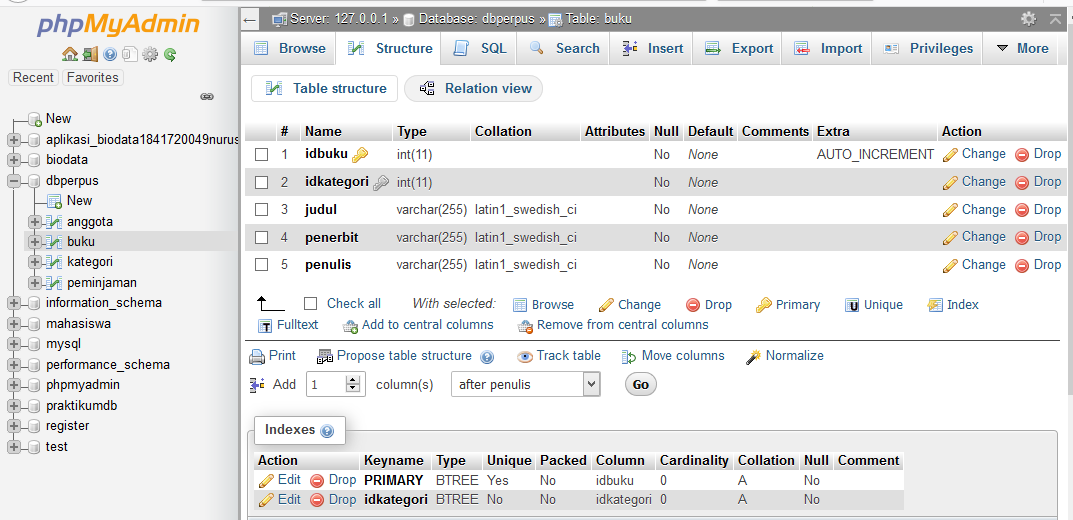 phpMyAdmin
Recent Favorites
New
aplikasi_biodata1841720049nurus
biodata
dbperpus
New
anggota
buku
kategori
peminjaman
information_schema
mahasiswa
mysql
performance_schema
phpmyadmin
praktikumdb
register
test
Server: 127.0.0.1 » Database: dbperpus » Table: buku
Browse Structure SQL Search Insert Export Import Privileges More
Table structure Relation view
# Name Type Collation Attributes Null Default Comments Extra Action
1 idbuku int(11) No None AUTO_INCREMENT Change Drop
2 idkategori int(11) No None Change Drop
3 judul varchar(255) latin1_swedish_ci No None Change Drop
4 penerbit varchar(255) latin1_swedish_ci No None Change Drop
5 penulis varchar(255) latin1_swedish_ci No None Change Drop
Check all With selected: Browse Change Drop Primary Unique Index
Fulltext Add to central columns Remove from central columns
Print Propose table structure Track table Move columns Normalize
Add 1 column(s) after penulis Go
Indexes
Action Keyname Type Unique Packed Column Cardinality Collation Null Comment
Edit Drop PRIMARY BTREE Yes No idbuku 0 A No
Edit Drop idkategori BTREE No No idkategori 0 A No